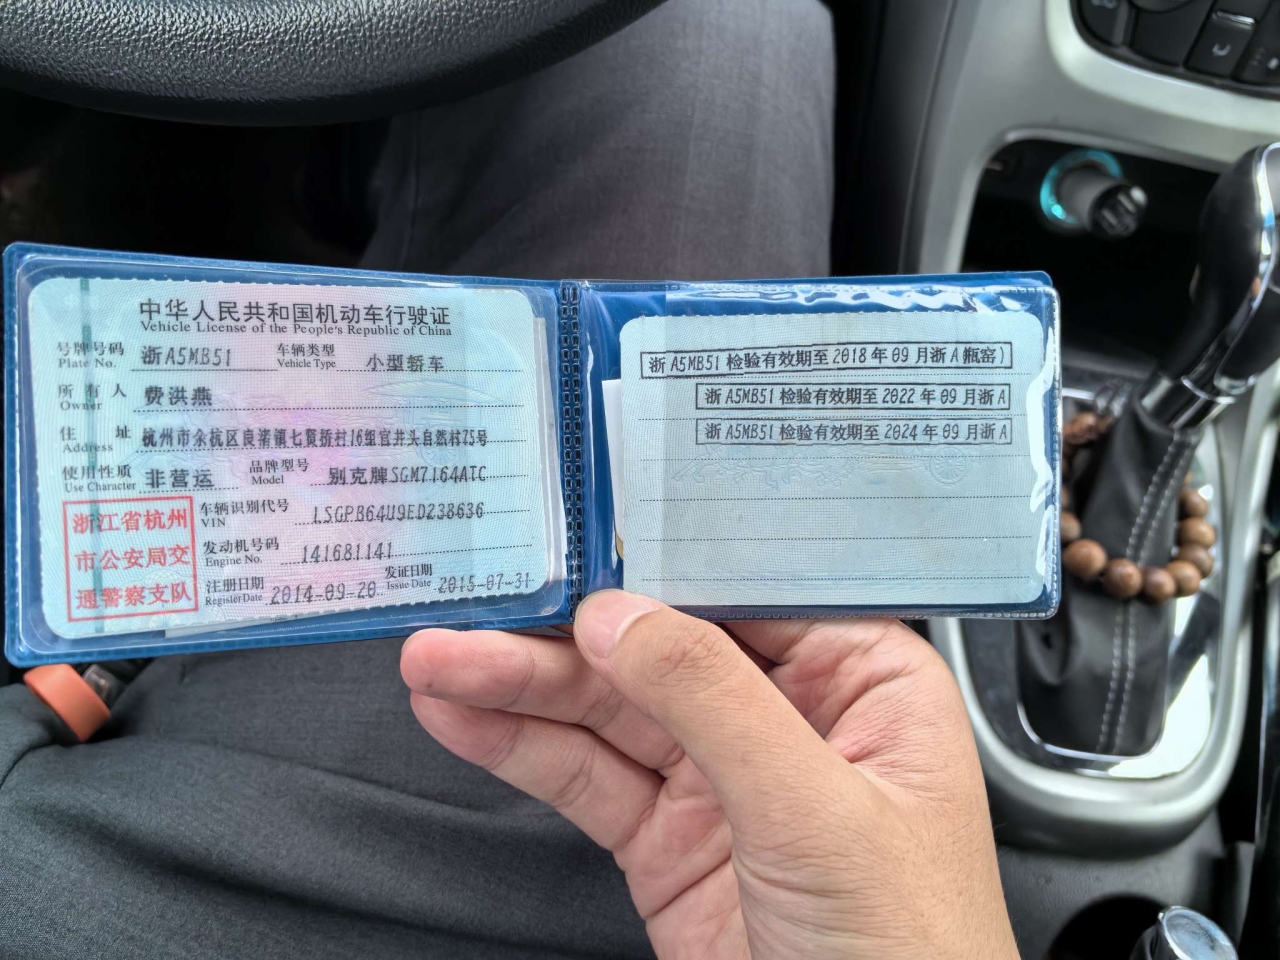 中华人民共和国机动车行驶证
Vehicle License of the People's Republic of China
号牌号码 浙A5MB51 车辆类型 小型轿车
Plate No. Vehicle Type
所有人 费洪燕
Owner
住址 杭州市余杭区良渚镇七贤桥村16组官井头自然村75号
Address
使用性质 非营运 品牌型号 别克牌SGM7164ATC
Use Character Model
浙江省杭州
市公安局交
通警察支队
车辆识别代号 LSGPB64U9ED238636
VIN
发动机号码 141681141
Engine No.
注册日期 2014-09-20 发证日期 2015-07-31
Register Date Issue Date
浙A5MB51检验有效期至2018年09月浙A(瓶窑)
浙A5MB51检验有效期至2022年09月浙A
浙A5MB51检验有效期至2024年09月浙A